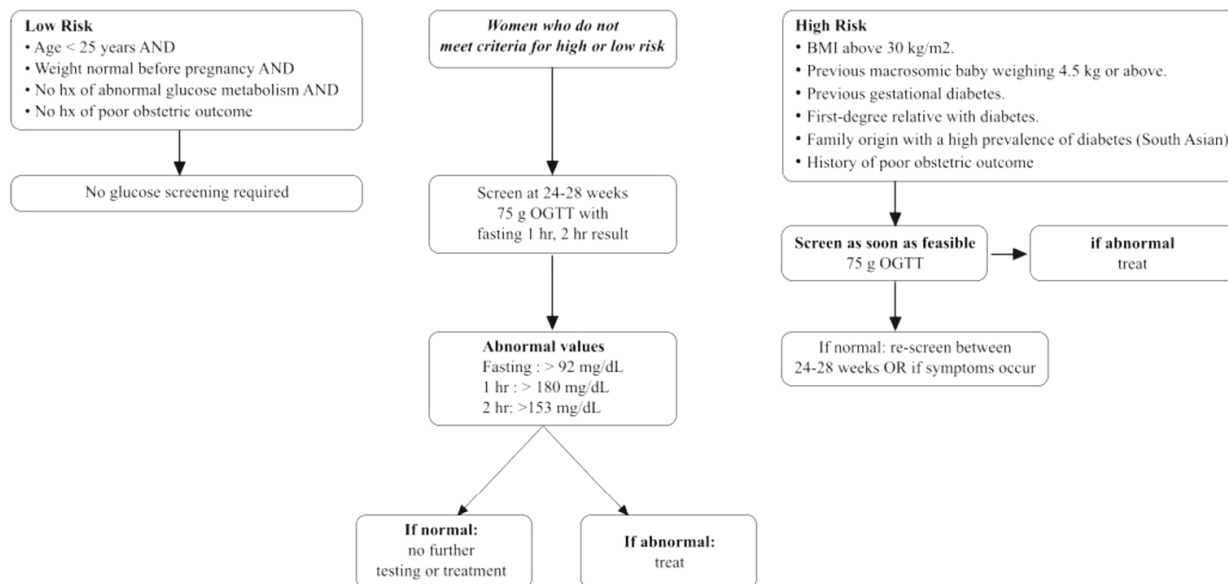 Low Risk
• Age < 25 years AND
• Weight normal before pregnancy AND
• No hx of abnormal glucose metabolism AND
• No hx of poor obstetric outcome
No glucose screening required
Women who do not
meet criteria for high or low risk
Screen at 24-28 weeks
75 g OGTT with
fasting 1 hr, 2 hr result
Abnormal values
Fasting : > 92 mg/dL
1 hr : > 180 mg/dL
2 hr: >153 mg/dL
If normal:
no further
testing or treatment
If abnormal:
treat
High Risk
• BMI above 30 kg/m2.
• Previous macrosomic baby weighing 4.5 kg or above.
• Previous gestational diabetes.
• First-degree relative with diabetes.
• Family origin with a high prevalence of diabetes (South Asian)
• History of poor obstetric outcome
Screen as soon as feasible
75 g OGTT
if abnormal
treat
If normal: re-screen between
24-28 weeks OR if symptoms occur